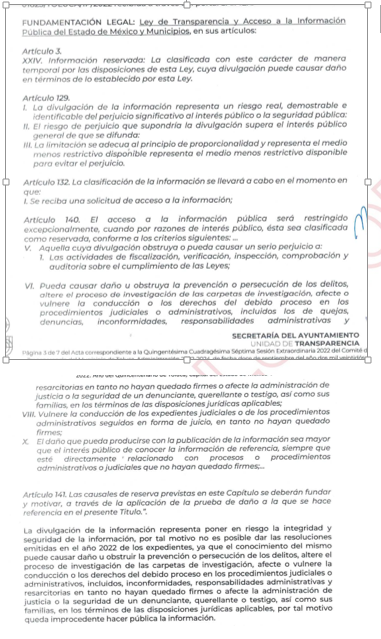 FUNDAMENTACIÓN LEGAL: Ley de Transparencia y Acceso a la Información
Pública del Estado de México y Municipios, en sus artículos:
Artículo 3.
XXIV. Información reservada: La clasificada con este carácter de manera
temporal por las disposiciones de esta Ley, cuya divulgación puede causar daño
en términos de lo establecido por esta Ley.
Artículo 129.
I. La divulgación de la información representa un riesgo real, demostrable e
identificable del perjuicio significativo al interés público o la seguridad pública;
II. El riesgo de perjuicio que supondría la divulgación supera el interés público
general de que se difunda;
III. La limitación se adecua al principio de proporcionalidad y representa el medio
menos restrictivo disponible representa el medio menos restrictivo disponible
para evitar el perjuicio.
Artículo 132. La clasificación de la información se llevará a cabo en el momento en
que:
I. Se reciba una solicitud de acceso a la información;
Artículo 140. El acceso a la información pública será restringido
excepcionalmente, cuando por razones de interés público, ésta sea clasificada
como reservada, conforme a los criterios siguientes: ...
V. Aquella cuya divulgación obstruya o pueda causar un serio perjuicio a:
1. Las actividades de fiscalización, verificación, inspección, comprobación y
auditoría sobre el cumplimiento de las Leyes;
VI. Pueda causar daño u obstruya la prevención o persecución de los delitos,
altere el proceso de investigación de las carpetas de investigación, afecte o
vulnere la conducción o los derechos del debido proceso en los
procedimientos judiciales o administrativos, incluidos los de quejas,
denuncias, inconformidades, responsabilidades administrativas y
SECRETARÍA DEL AYUNTAMIENTO
UNIDAD DE TRANSPARENCIA
Página 3 de 7 del Acta correspondiente a la Quingentésima Cuadragésima Séptima Sesión Extraordinaria 2022 del Comité d
resarcitorias en tanto no hayan quedado firmes o afecte la administración de
justicia o la seguridad de un denunciante, querellante o testigo, así como sus
familias, en los términos de las disposiciones jurídicas aplicables;
VIII. Vulnere la conducción de los expedientes judiciales o de los procedimientos
administrativos seguidos en forma de juicio, en tanto no hayan quedado
firmes;
X. El daño que pueda producirse con la publicación de la información sea mayor
que el interés público de conocer la información de referencia, siempre que
esté directamente relacionado con procesos o procedimientos
administrativos o judiciales que no hayan quedado firmes;...
Artículo 141. Las causales de reserva previstas en este Capítulo se deberán fundar
y motivar, a través de la aplicación de la prueba de daño a la que se hace
referencia en el presente Título.".
La divulgación de la información representa poner en riesgo la integridad y
seguridad de la información, por tal motivo no es posible dar las resoluciones
emitidas en el año 2022 de los expedientes, ya que el conocimiento del mismo
puede causar daño u obstruir la prevención o persecución de los delitos, altere el
proceso de investigación de las carpetas de investigación, afecte o vulnere la
conducción o los derechos del debido proceso en los procedimientos judiciales o
administrativos, incluidos, inconformidades, responsabilidades administrativas y
resarcitorias en tanto no hayan quedado firmes o afecte la administración de
justicia o la seguridad de un denunciante, querellante o testigo, así como sus
familias, en los términos de las disposiciones jurídicas aplicables, por tal motivo
queda improcedente hacer pública la información.